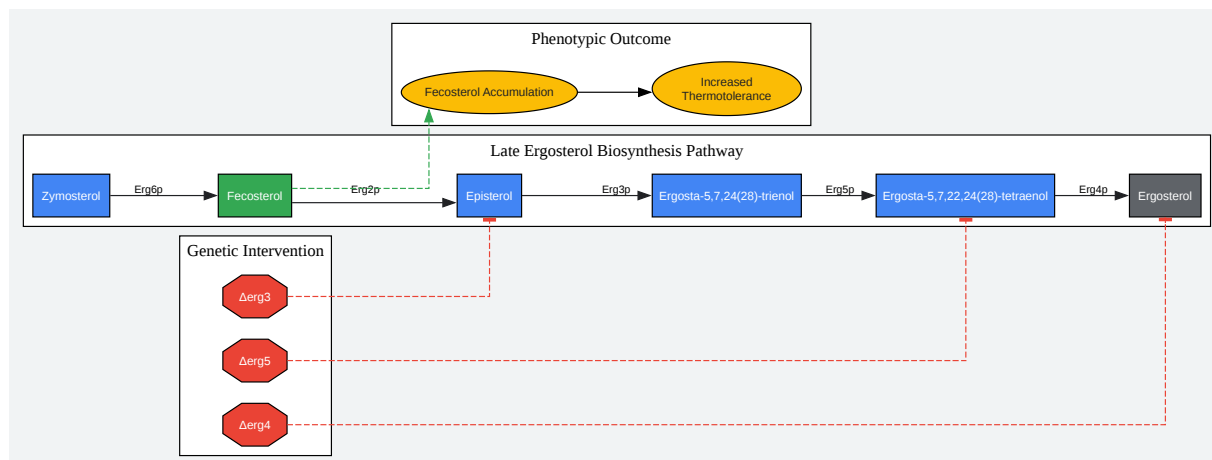 Phenotypic Outcome
Fecosterol Accumulation
Increased
Thermotolerance
Late Ergosterol Biosynthesis Pathway
Zymosterol
Erg6p
Fecosterol
Erg2p
Episterol
Erg3p
Ergosta-5,7,24(28)-trienol
Erg5p
Ergosta-5,7,22,24(28)-tetraenol
Erg4p
Ergosterol
Genetic Intervention
Δerg3
Δerg5
Δerg4